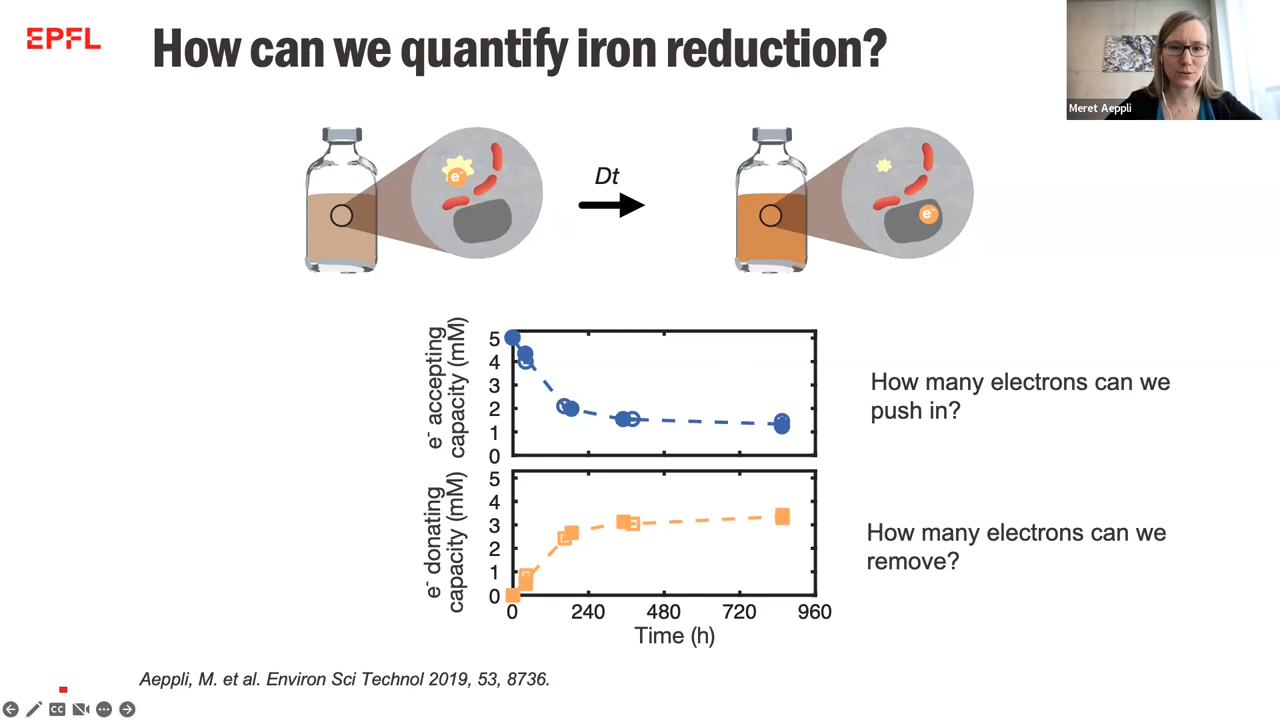 EPFL
How can we quantify iron reduction?
Meret Aeppli
e-
Dt
e-
e- accepting
capacity (mM)
5
4
3
2
1
0
How many electrons can we
push in?
e- donating
capacity (mM)
5
4
3
2
1
0
How many electrons can we
remove?
0 240 480 720 960
Time (h)
Aeppli, M. et al. Environ Sci Technol 2019, 53, 8736.
CC